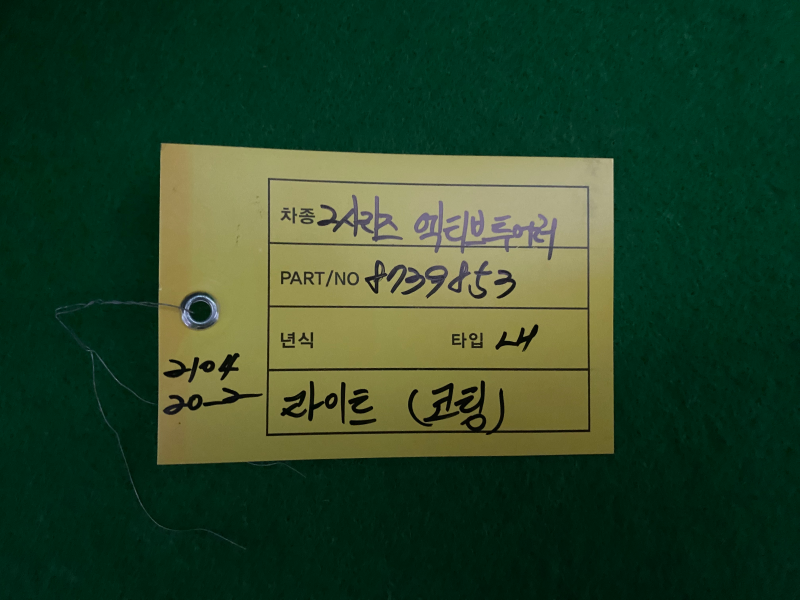 차종 2시리즈 엑티브투어러
PART/NO 8739853
년식 타입 LH
라이트 (코팅)
2104
20-2